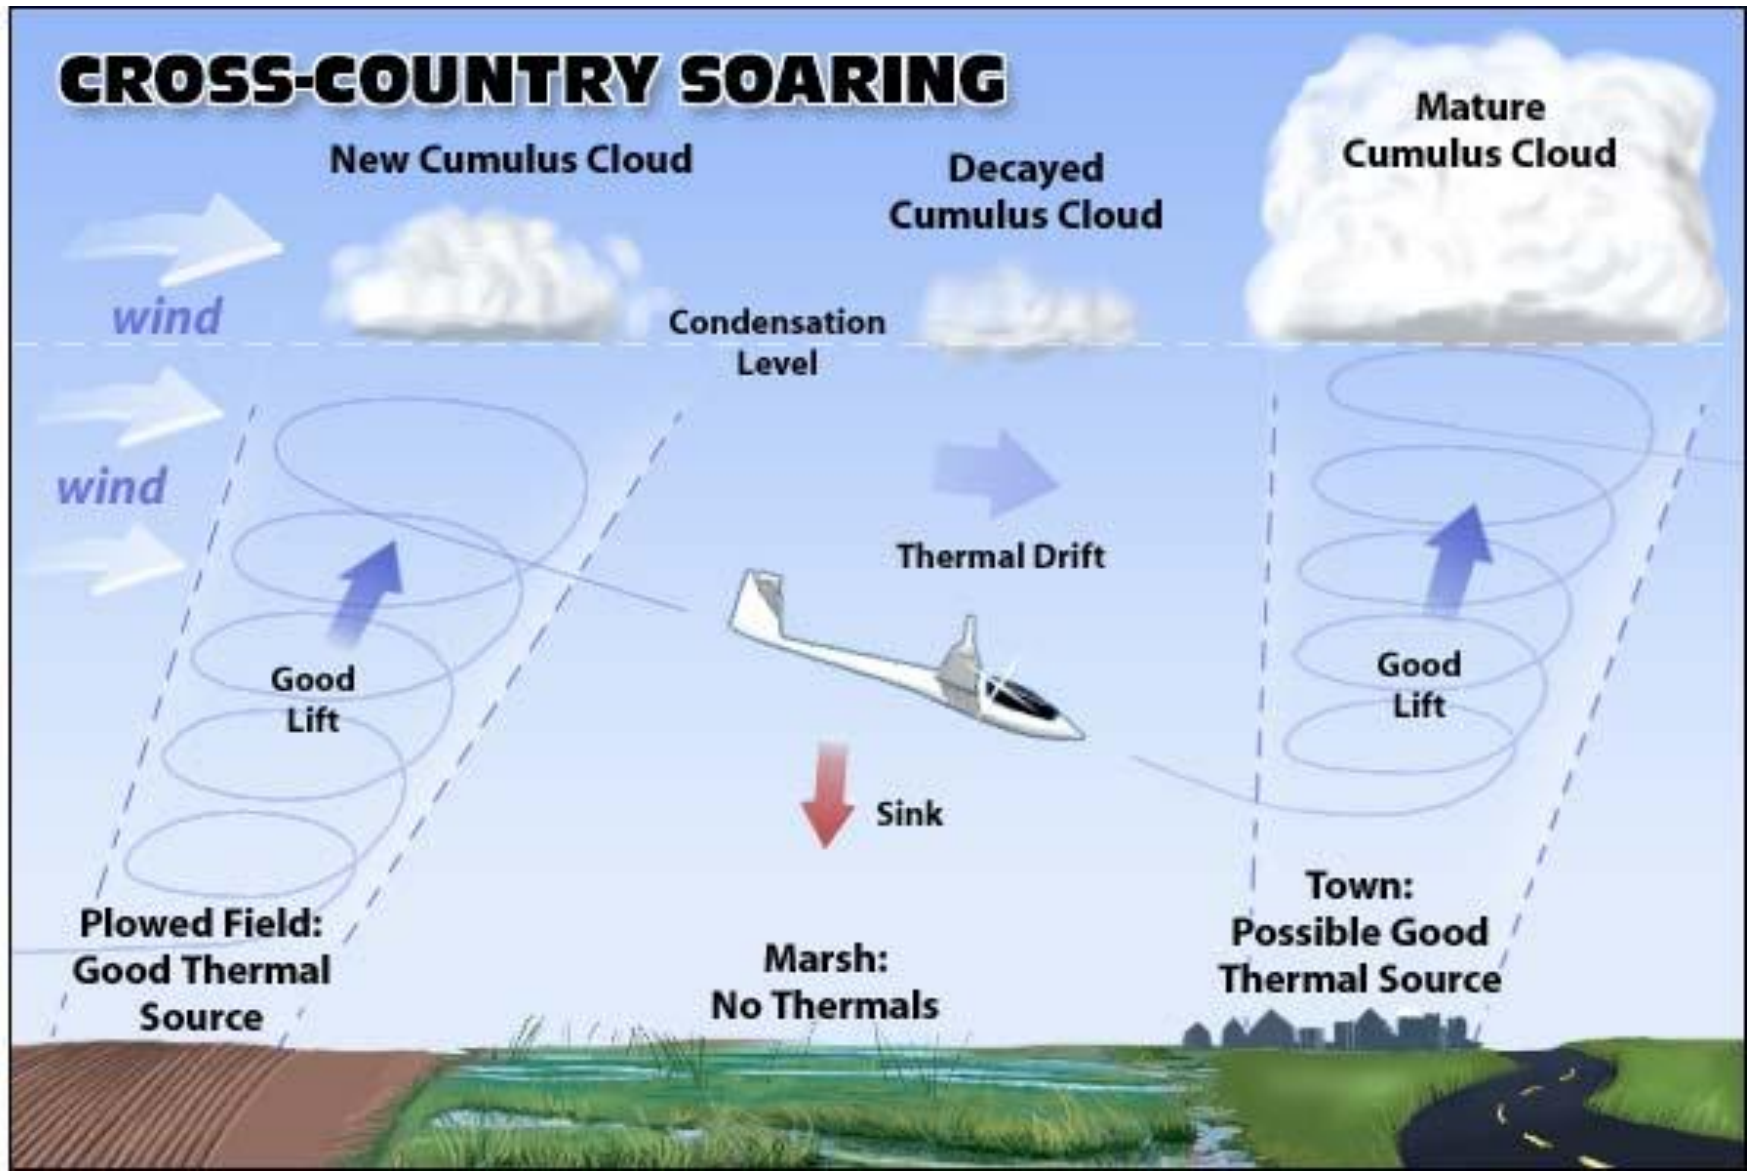 CROSS-COUNTRY SOARING
New Cumulus Cloud
Decayed
Cumulus Cloud
Mature
Cumulus Cloud
wind
Condensation
Level
wind
Thermal Drift
Good
Lift
Good
Lift
Sink
Plowed Field:
Good Thermal
Source
Marsh:
No Thermals
Town:
Possible Good
Thermal Source